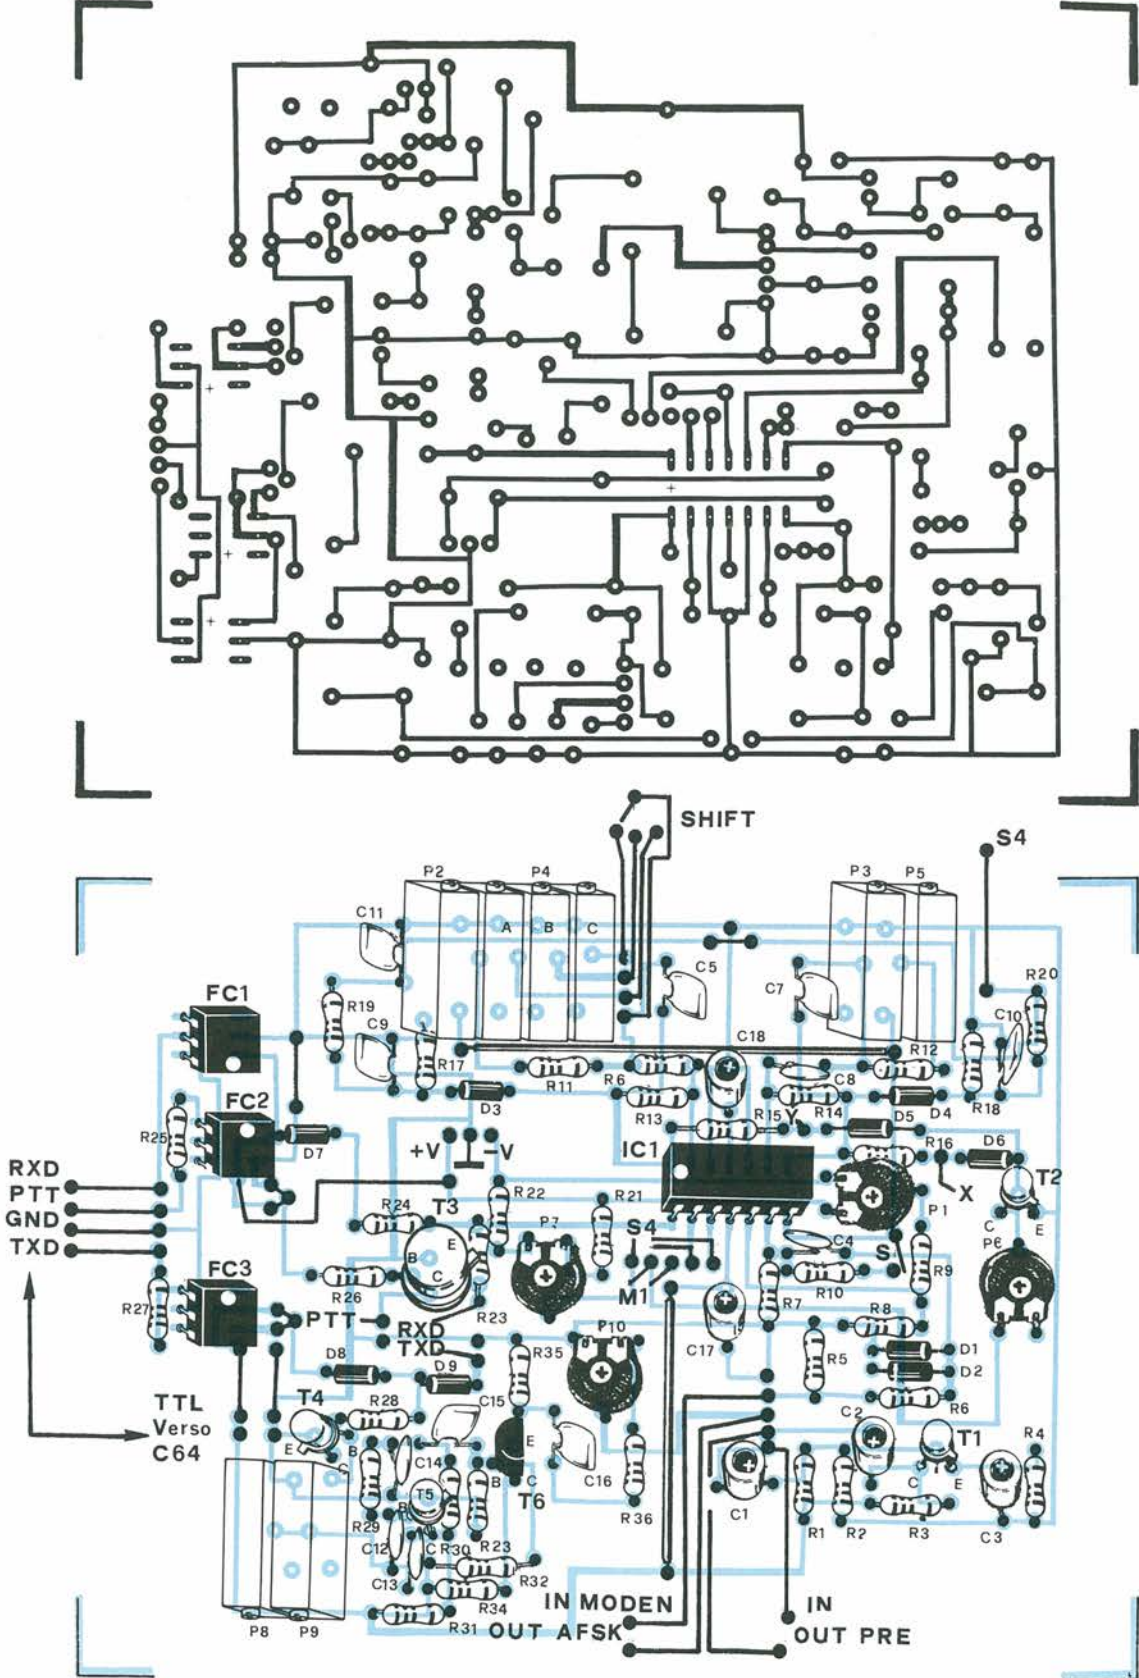 SHIFT
S4
P2
P4
P3
P5
C11
A
B
C
R20
FC1
R19
C5
C7
C10
C9
C18
R17
R12
R11
R6
C8
R18
FC2
D3
R13
R14
D4
R25
R15
Y
D5
D7
+V
-V
IC1
R16
D6
T2
RXD
PTT
GND
TXD
R24
T3
R22
R21
X
P1
C
E
P7
S4
C4
S
P6
E
B
C
FC3
R26
M1
R9
R27
PTT
RXD
TXD
R23
R7
R10
P10
R8
C17
D8
D9
R35
R5
D1
D2
TTL
Verso
C64
T4
R28
C15
R6
C2
T1
R4
E
B
C
C14
E
C
E
T5
B
C
T6
C16
B
R29
C12
C
R30
R23
R36
C1
R1
R2
R3
C3
C13
R32
R34
IN MODEN
IN
P8
P9
R31
OUT AFSK
OUT PRE